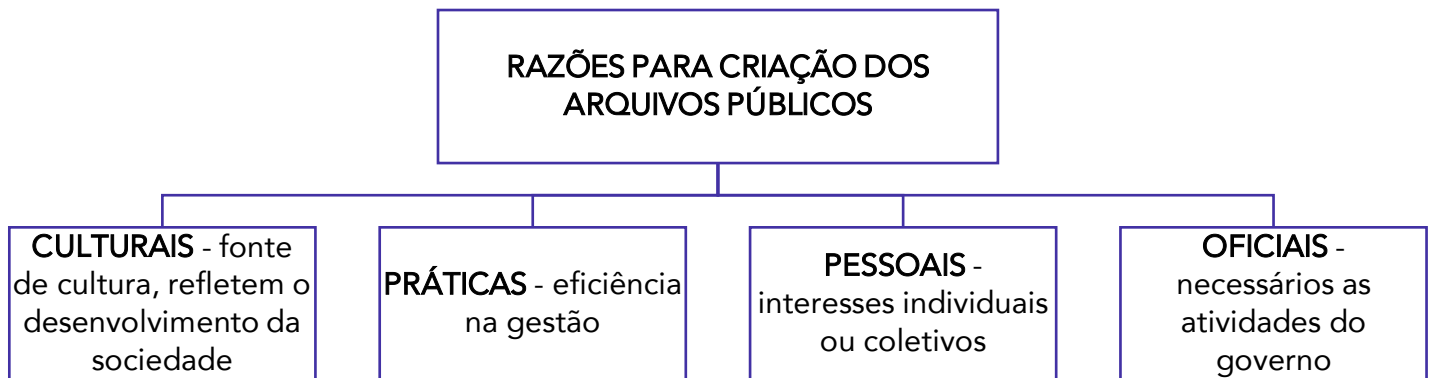 RAZÕES PARA CRIAÇÃO DOS
ARQUIVOS PÚBLICOS
CULTURAIS - fonte
de cultura, refletem o
desenvolvimento da
sociedade
PRÁTICAS - eficiência
na gestão
PESSOAIS -
interesses individuais
ou coletivos
OFICIAIS -
necessários as
atividades do
governo